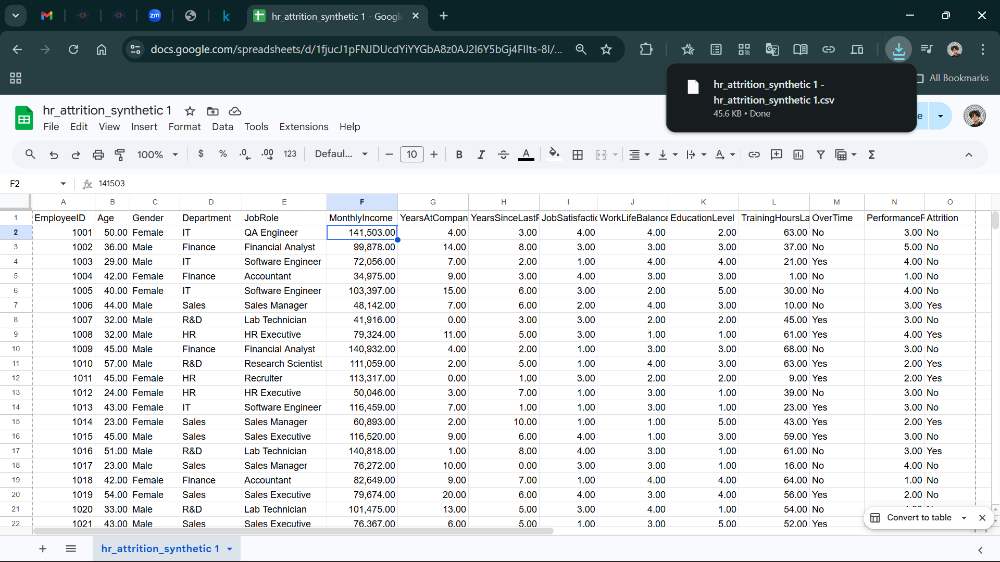 zm
k
hr_attrition_synthetic 1 - Googl
docs.google.com/spreadsheets/d/1fjucJ1pFNJDUcdYiYYGbA8z0AJ2l6Y5bGj4FIIts-8I/...
hr_attrition_synthetic 1 -
hr_attrition_synthetic 1.csv
45.6 KB • Done
All Bookmarks
hr_attrition_synthetic 1
File Edit View Insert Format Data Tools Extensions Help
e
100% $ % .0 .00 123 Defaul... 10 B I A
F2 fx 141503
A B C D E F G H I J K L M N O
1 EmployeeID Age Gender Department JobRole MonthlyIncome YearsAtCompan YearsSinceLastF JobSatisfactic WorkLifeBalance EducationLevel TrainingHoursLa OverTime PerformanceR Attrition
2 1001 50.00 Female IT QA Engineer 141,503.00 4.00 3.00 4.00 4.00 2.00 63.00 No 3.00 No
3 1002 36.00 Male Finance Financial Analyst 99,878.00 14.00 8.00 3.00 3.00 3.00 37.00 No 5.00 No
4 1003 29.00 Male IT Software Engineer 72,056.00 7.00 2.00 1.00 4.00 4.00 21.00 Yes 4.00 No
5 1004 42.00 Female Finance Accountant 34,975.00 9.00 3.00 4.00 3.00 3.00 1.00 No 1.00 No
6 1005 40.00 Female IT Software Engineer 103,397.00 15.00 6.00 3.00 2.00 5.00 30.00 No 4.00 No
7 1006 44.00 Male Sales Sales Manager 48,142.00 7.00 6.00 2.00 4.00 3.00 10.00 No 3.00 Yes
8 1007 32.00 Male R&D Lab Technician 41,916.00 0.00 3.00 3.00 2.00 2.00 45.00 Yes 3.00 No
9 1008 32.00 Male HR HR Executive 79,324.00 11.00 5.00 3.00 1.00 1.00 61.00 Yes 4.00 Yes
10 1009 45.00 Male Finance Financial Analyst 140,932.00 4.00 2.00 1.00 3.00 3.00 68.00 No 3.00 No
11 1010 57.00 Male R&D Research Scientist 111,059.00 2.00 5.00 1.00 4.00 3.00 63.00 Yes 2.00 Yes
12 1011 45.00 Female HR Recruiter 113,317.00 0.00 1.00 3.00 2.00 2.00 9.00 Yes 2.00 Yes
13 1012 24.00 Female HR HR Executive 50,046.00 3.00 7.00 1.00 3.00 1.00 39.00 No 3.00 No
14 1013 43.00 Female IT Software Engineer 116,459.00 7.00 1.00 1.00 3.00 1.00 23.00 Yes 3.00 No
15 1014 23.00 Female Sales Sales Manager 60,893.00 2.00 10.00 1.00 1.00 5.00 43.00 Yes 2.00 Yes
16 1015 45.00 Male Sales Sales Executive 116,520.00 9.00 6.00 4.00 1.00 3.00 59.00 Yes 3.00 No
17 1016 51.00 Male R&D Lab Technician 140,818.00 1.00 8.00 4.00 3.00 1.00 61.00 No 3.00 Yes
18 1017 23.00 Male Sales Sales Manager 76,272.00 10.00 0.00 3.00 3.00 1.00 16.00 No 4.00 No
19 1018 42.00 Female Finance Accountant 82,649.00 9.00 7.00 1.00 4.00 4.00 64.00 No 1.00 No
20 1019 54.00 Female Sales Sales Executive 79,674.00 20.00 6.00 4.00 3.00 4.00 56.00 Yes 2.00 No
21 1020 33.00 Male R&D Lab Technician 101,475.00 13.00 5.00 3.00 4.00 1.00 54.00 No
22 1021 43.00 Male Sales Sales Executive 76,367.00 6.00 5.00 1.00 3.00 5.00 52.00 Yes
Convert to table
hr_attrition_synthetic 1